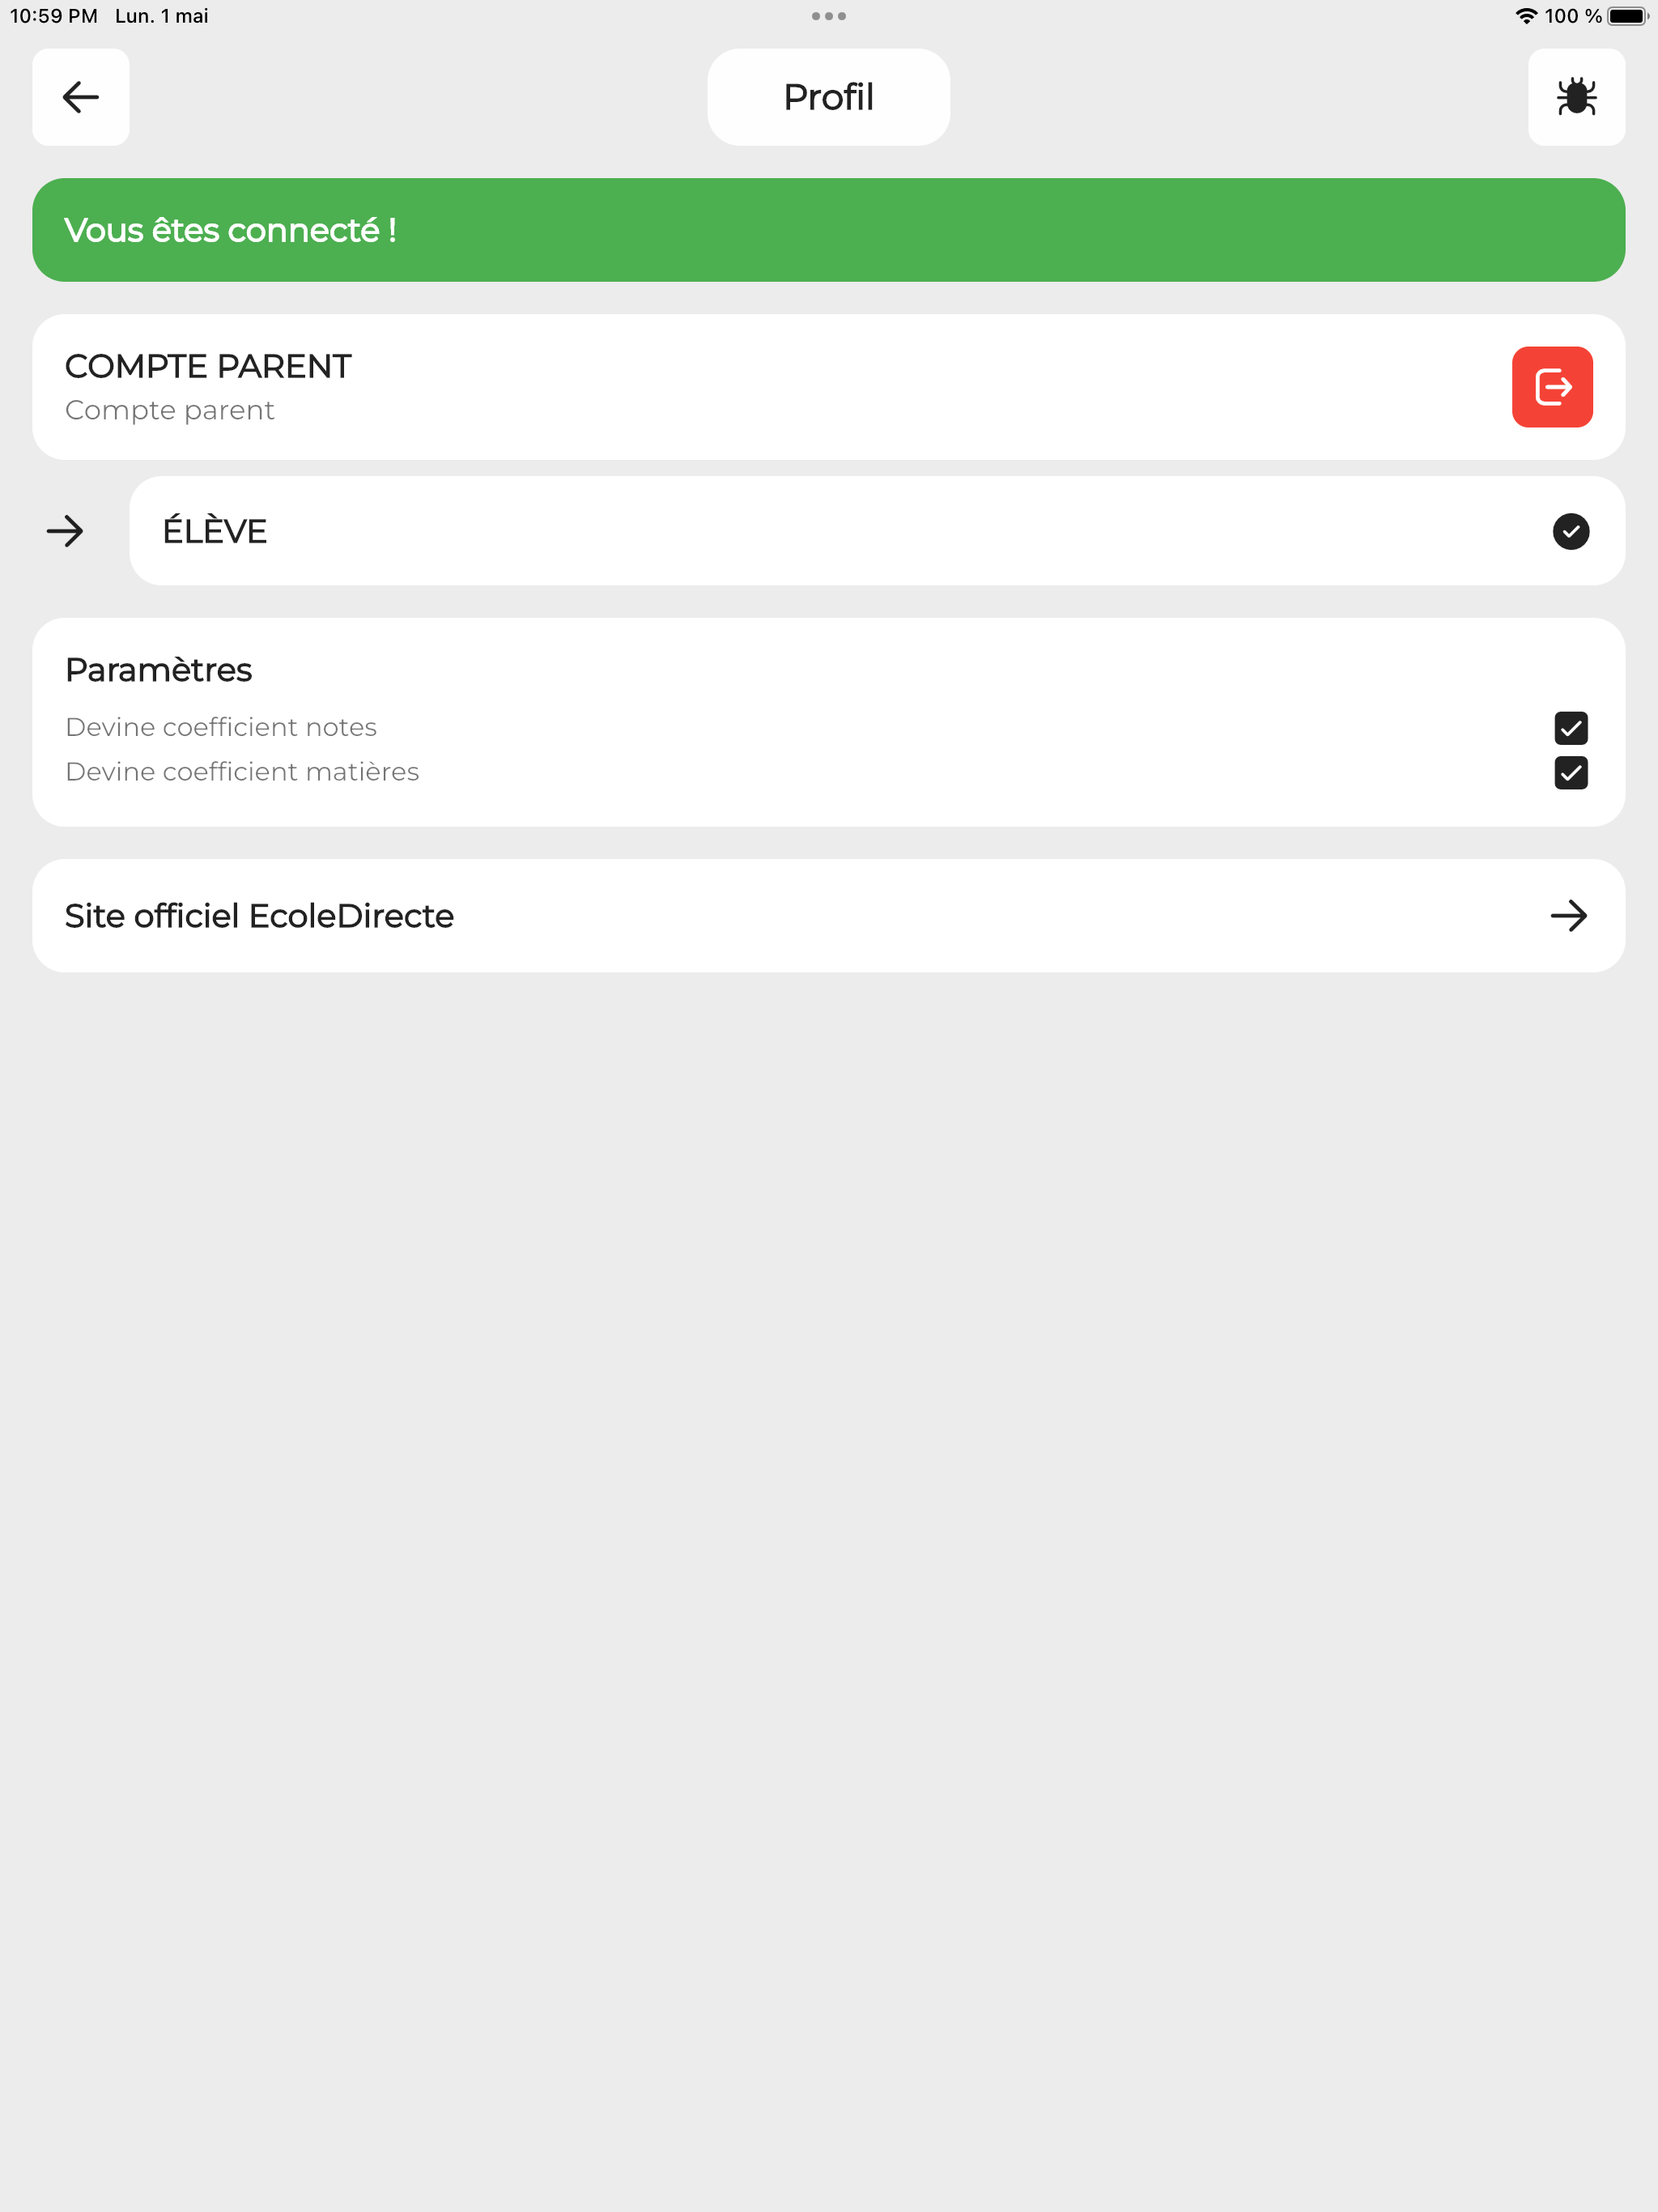 10:59 PM Lun. 1 mai 100 %
Profil
Vous êtes connecté !
COMPTE PARENT
Compte parent
ÉLÈVE
Paramètres
Devine coefficient notes
Devine coefficient matières
Site officiel EcoleDirecte